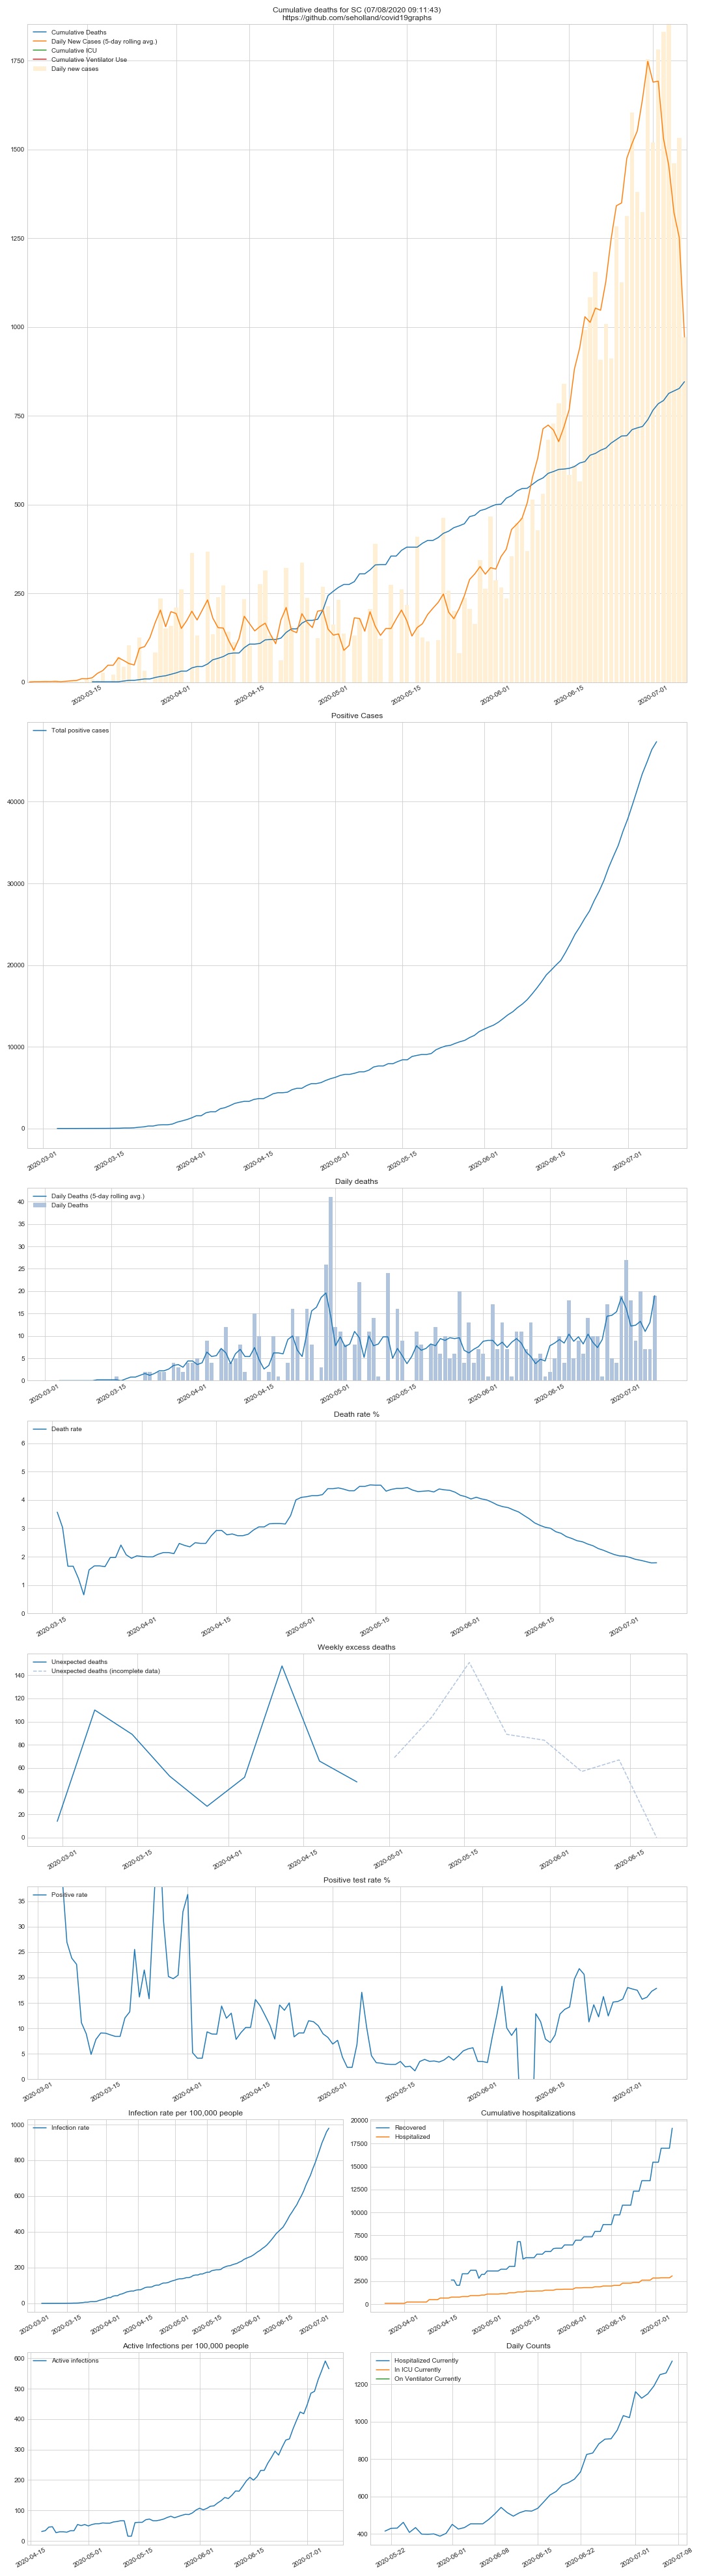 Cumulative deaths for SC (07/08/2020 09:11:43)
https://github.com/seholland/covid19graphs
Cumulative Deaths
Daily New Cases (5-day rolling avg.)
Cumulative ICU
Cumulative Ventilator Use
Daily new cases
1750
1500
1250
1000
750
500
250
0
2020-03-15 2020-04-01 2020-04-15 2020-05-01 2020-05-15 2020-06-01 2020-06-15 2020-07-01
Positive Cases
Total positive cases
40000
30000
20000
10000
0
2020-03-01 2020-03-15 2020-04-01 2020-04-15 2020-05-01 2020-05-15 2020-06-01 2020-06-15 2020-07-01
Daily deaths
Daily Deaths (5-day rolling avg.)
Daily Deaths
40
35
30
25
20
15
10
5
0
2020-03-01 2020-03-15 2020-04-01 2020-04-15 2020-05-01 2020-05-15 2020-06-01 2020-06-15 2020-07-01
Death rate %
Death rate
6
5
4
3
2
1
0
2020-03-15 2020-04-01 2020-04-15 2020-05-01 2020-05-15 2020-06-01 2020-06-15 2020-07-01
Weekly excess deaths
Unexpected deaths
Unexpected deaths (incomplete data)
140
120
100
80
60
40
20
0
2020-03-01 2020-03-15 2020-04-01 2020-04-15 2020-05-01 2020-05-15 2020-06-01 2020-06-15
Positive test rate %
Positive rate
35
30
25
20
15
10
5
0
2020-03-01 2020-03-15 2020-04-01 2020-04-15 2020-05-01 2020-05-15 2020-06-01 2020-06-15 2020-07-01
Infection rate per 100,000 people
Infection rate
1000
800
600
400
200
0
2020-03-01 2020-03-15 2020-04-01 2020-04-15 2020-05-01 2020-05-15 2020-06-01 2020-06-15 2020-07-01
Cumulative hospitalizations
Recovered
Hospitalized
20000
17500
15000
12500
10000
7500
5000
2500
0
2020-04-01 2020-04-15 2020-05-01 2020-05-15 2020-06-01 2020-06-15 2020-07-01
Active Infections per 100,000 people
Active infections
600
500
400
300
200
100
0
2020-04-15 2020-05-01 2020-05-15 2020-06-01 2020-06-15 2020-07-01
Daily Counts
Hospitalized Currently
In ICU Currently
On Ventilator Currently
1200
1000
800
600
400
2020-05-22 2020-06-01 2020-06-08 2020-06-15 2020-06-22 2020-07-01 2020-07-08